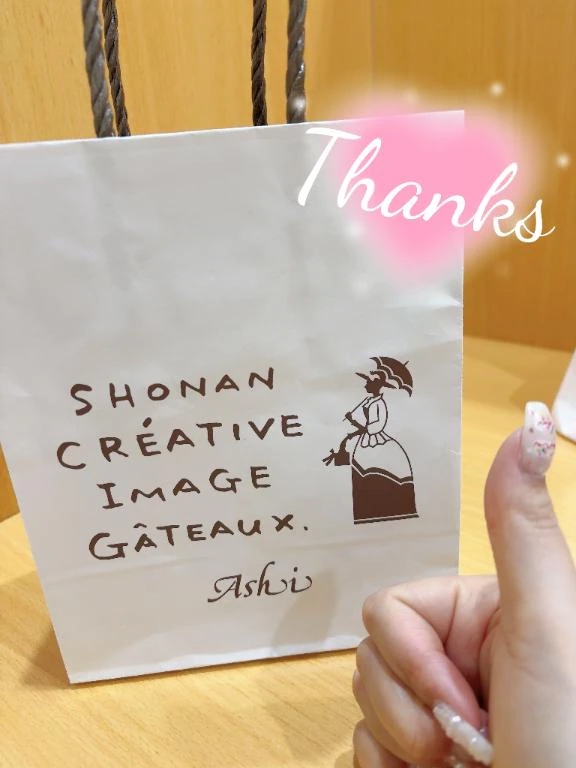 Thanks
SHONAN
CRÉATIVE
IMAGE
GÂTEAUX.
Ashi